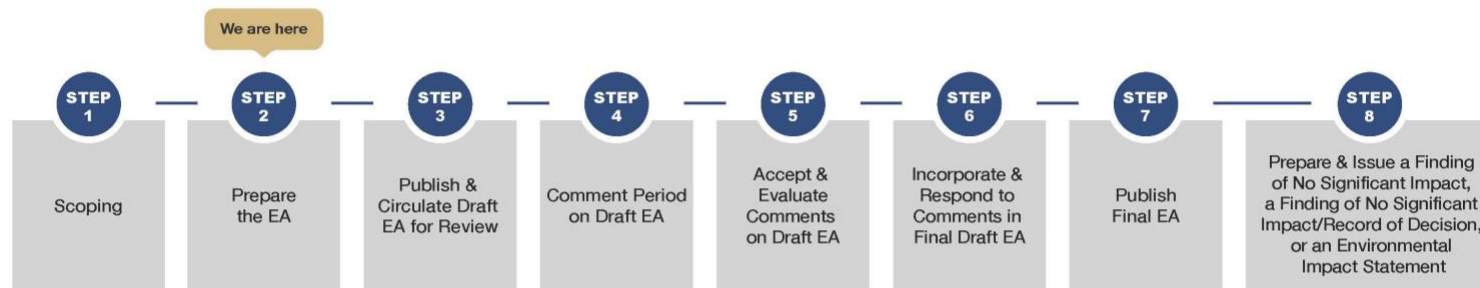 We are here
STEP
1
Scoping
STEP
2
Prepare
the EA
STEP
3
Publish &
Circulate Draft
EA for Review
STEP
4
Comment Period
on Draft EA
STEP
5
Accept &
Evaluate
Comments
on Draft EA
STEP
6
Incorporate &
Respond to
Comments in
Final Draft EA
STEP
7
Publish
Final EA
STEP
8
Prepare & Issue a Finding
of No Significant Impact,
a Finding of No Significant
Impact/Record of Decision,
or an Environmental
Impact Statement